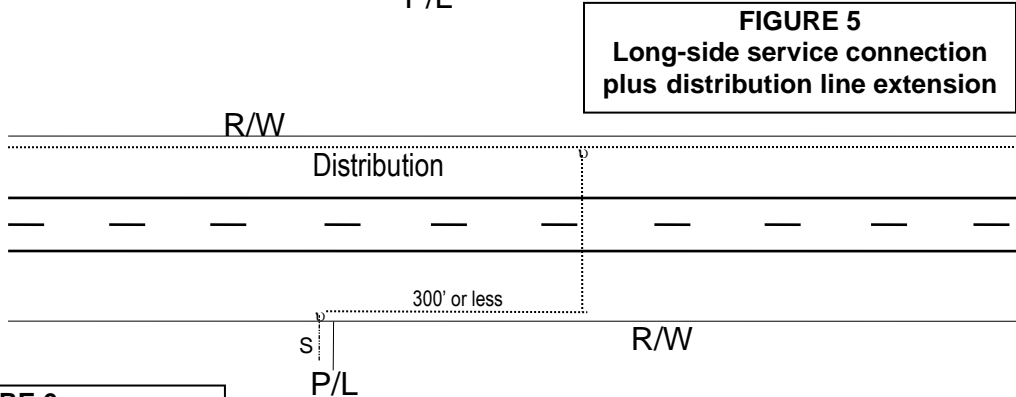 FIGURE 5
Long-side service connection
plus distribution line extension
R/W
Distribution
300' or less
S
R/W
P/L